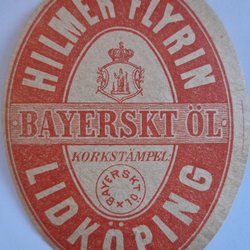 HILMER FLYRIN
BAYERSKT ÖL
KORKSTÄMPEL:
BAYERSKT ÖL
LIDKÖPING